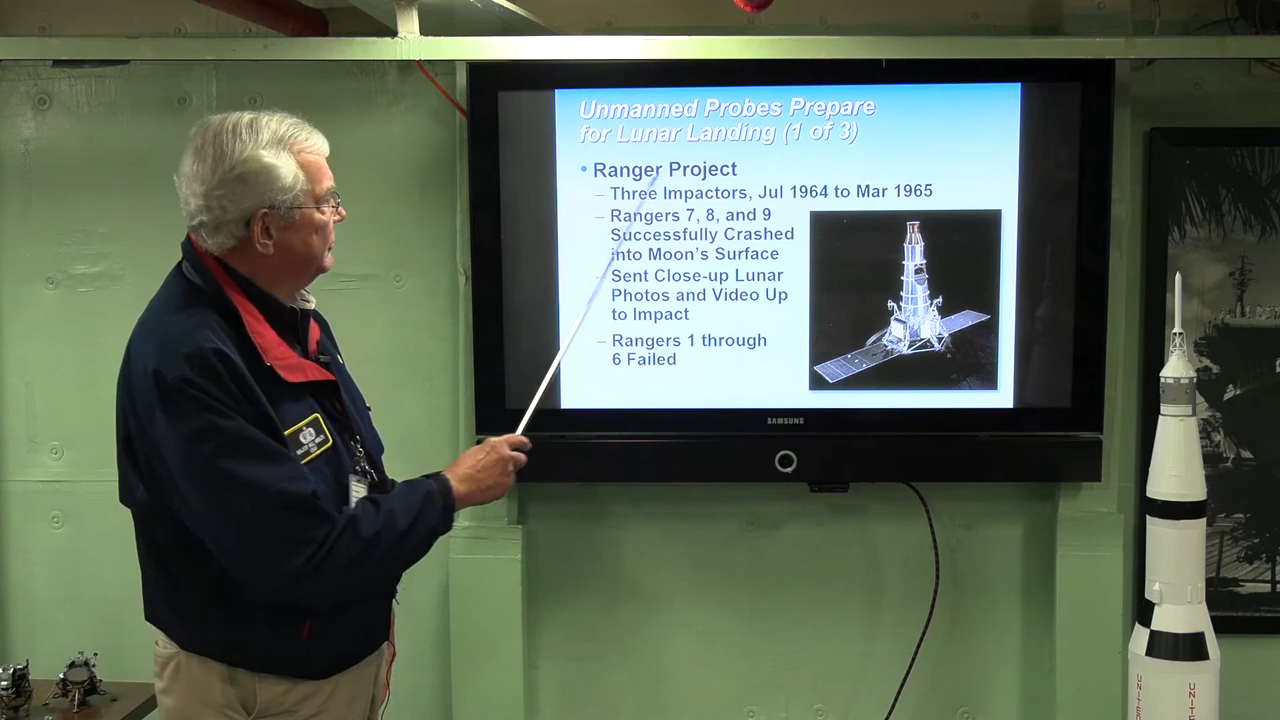 Unmanned Probes Prepare
for Lunar Landing (1 of 3)
• Ranger Project
– Three Impactors, Jul 1964 to Mar 1965
– Rangers 7, 8, and 9
Successfully Crashed
into Moon's Surface
– Sent Close-up Lunar
Photos and Video Up
to Impact
– Rangers 1 through
6 Failed
SAMSUNG
UNITED
UNITED